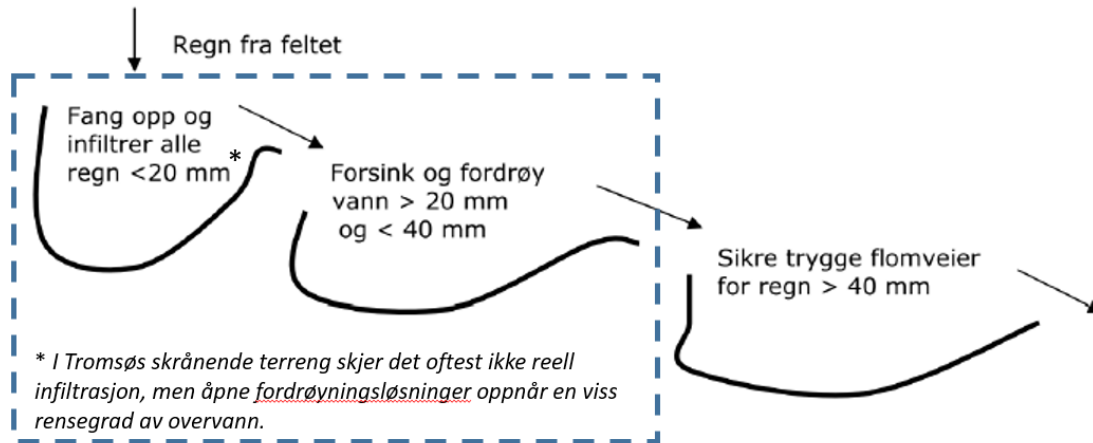 Regn fra feltet
Fang opp og
infiltrer alle
regn <20 mm*
Forsink og fordrøy
vann > 20 mm
og < 40 mm
Sikre trygge flomveier
for regn > 40 mm
* I Tromsøs skrånende terreng skjer det oftest ikke reell
infiltrasjon, men åpne fordrøyningsløsninger oppnår en viss
rensegrad av overvann.